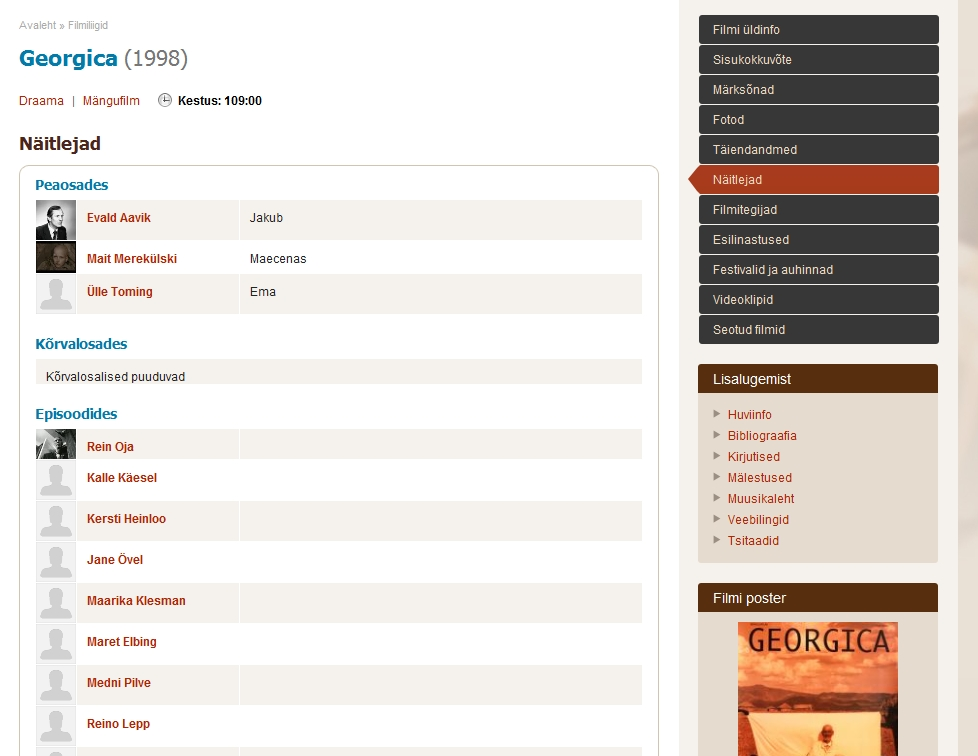 Avaleht » Filmiliigid
Georgica (1998)
Draama | Mängufilm Kestus: 109:00
Näitlejad
Peaosades
Evald Aavik Jakub
Mait Merekülski Maecenas
Ülle Toming Ema
Kõrvalosades
Kõrvalosalised puuduvad
Episoodides
Rein Oja
Kalle Käesel
Kersti Heinloo
Jane Övel
Maarika Klesman
Maret Elbing
Medni Pilve
Reino Lepp
Filmi üldinfo
Sisukokkuvõte
Märksõnad
Fotod
Täiendandmed
Näitlejad
Filmitegijad
Esilinastused
Festivalid ja auhinnad
Videoklipid
Seotud filmid
Lisalugemist
Huviinfo
Bibliograafia
Kirjutised
Mälestused
Muusikaleht
Veebilingid
Tsitaadid
Filmi poster
GEORGICA